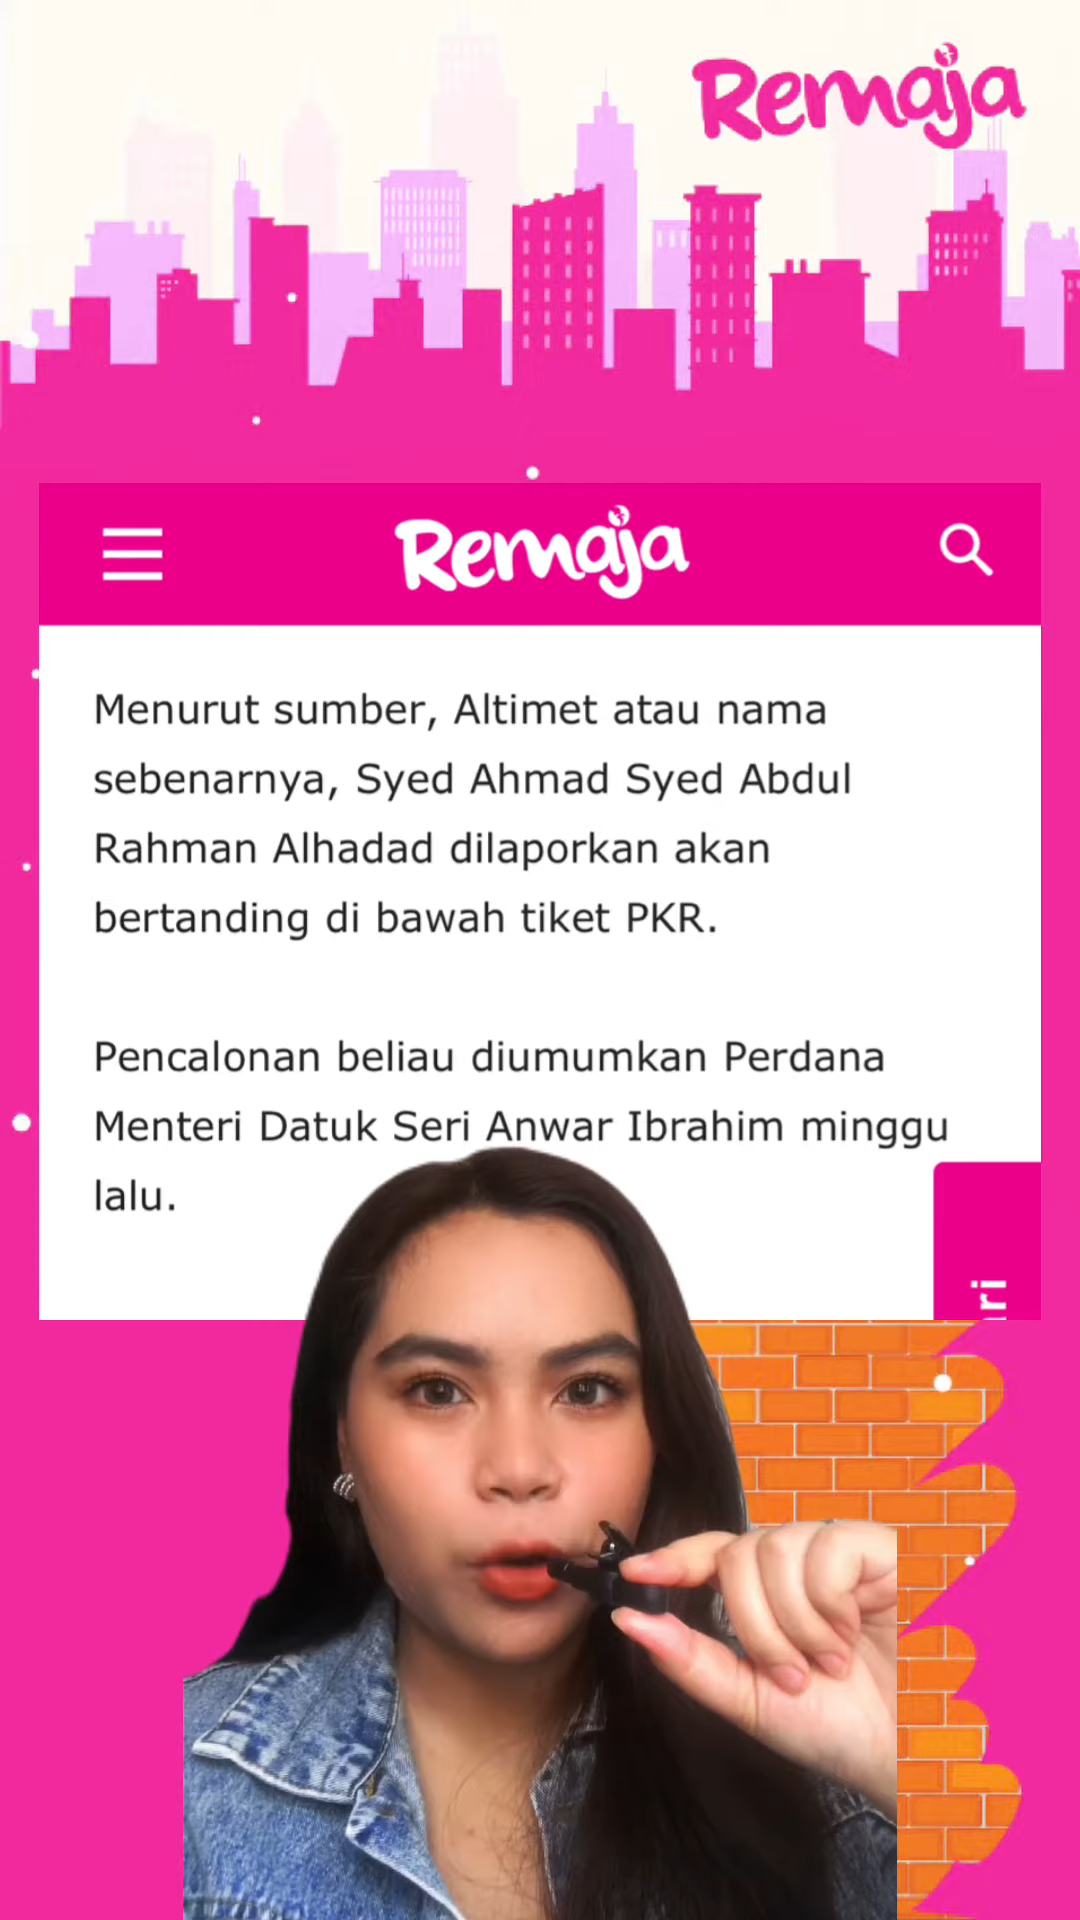 Remaja
Remaja
Menurut sumber, Altimet atau nama
sebenarnya, Syed Ahmad Syed Abdul
Rahman Alhadad dilaporkan akan
bertanding di bawah tiket PKR.
Pencalonan beliau diumumkan Perdana
Menteri Datuk Seri Anwar Ibrahim minggu
lalu.